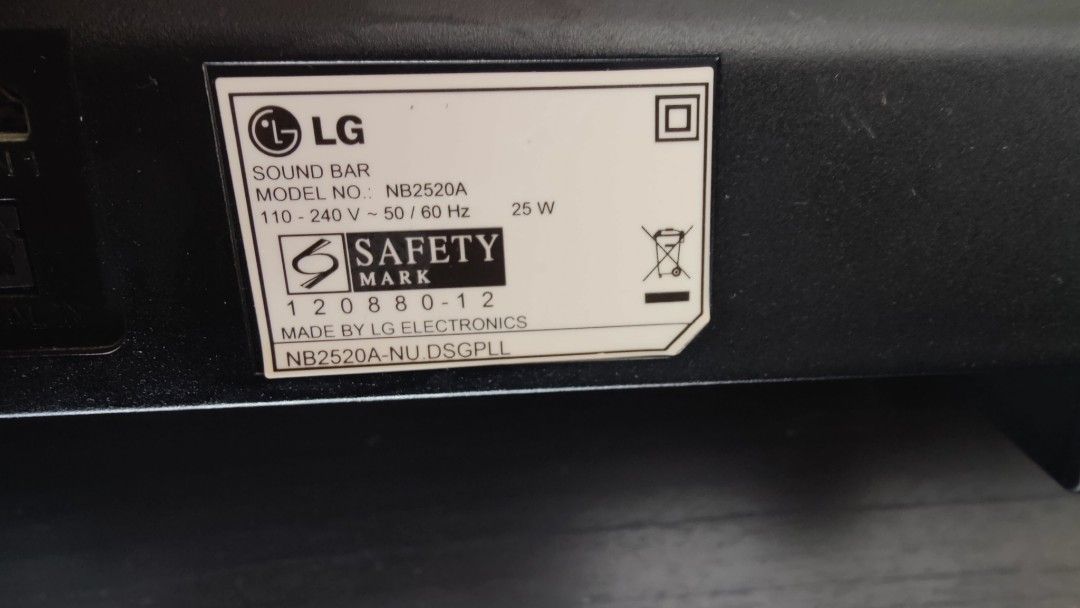 LG
SOUND BAR
MODEL NO.: NB2520A
110 - 240 V ~ 50 / 60 Hz 25 W
SAFETY
MARK
120880-12
MADE BY LG ELECTRONICS
NB2520A-NU.DSGPLL